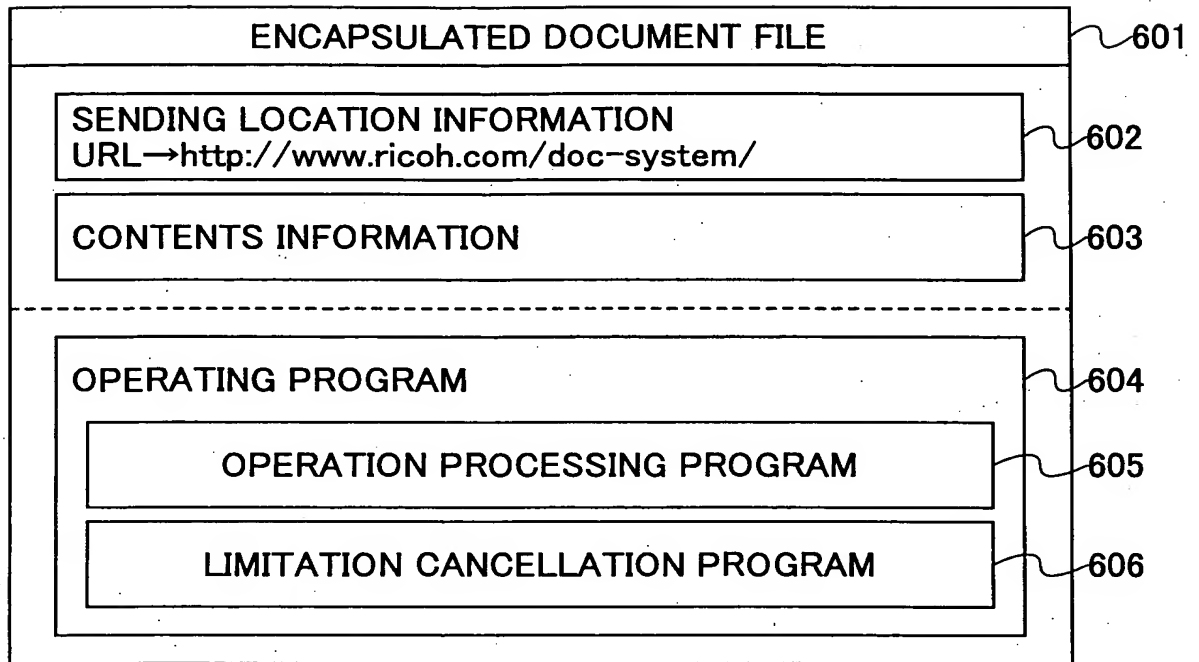 ENCAPSULATED DOCUMENT FILE 601
SENDING LOCATION INFORMATION
URL→http://www.ricoh.com/doc-system/ 602
CONTENTS INFORMATION 603
OPERATING PROGRAM 604
OPERATION PROCESSING PROGRAM 605
LIMITATION CANCELLATION PROGRAM 606